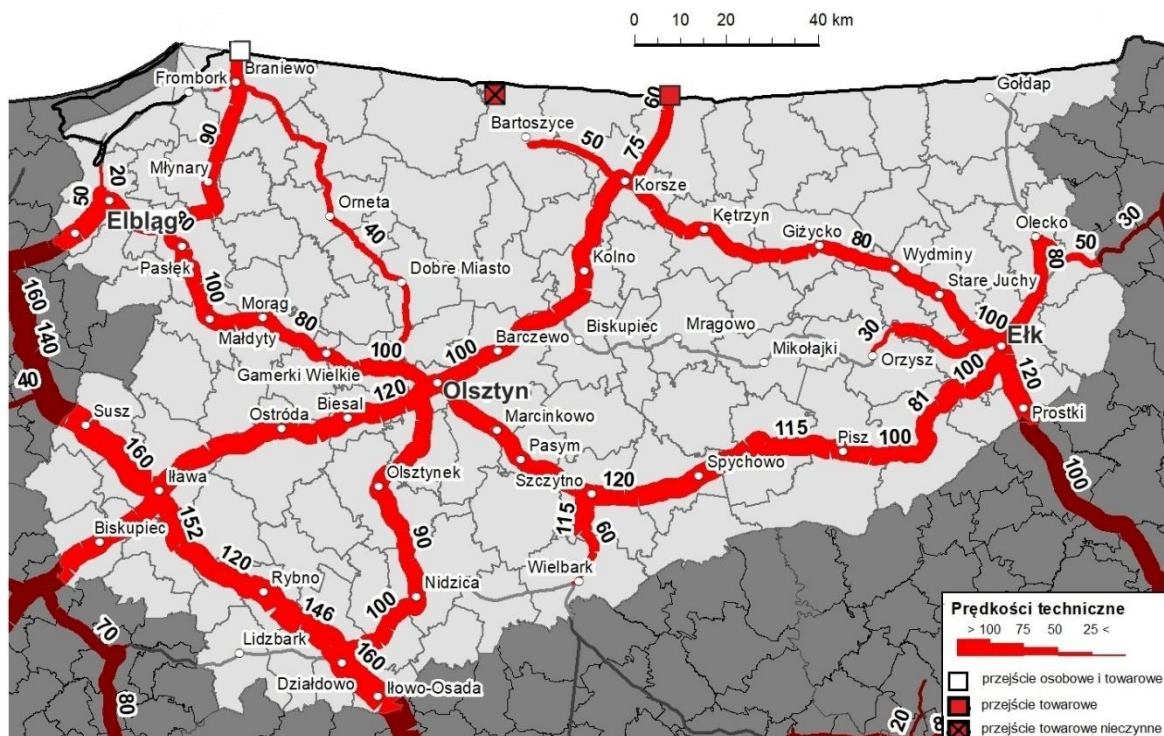 0 10 20 40 km
Frombork
Braniewo
60
Gołdap
Bartoszyce
90
50
75
Młynary
20
50
Korsze
Orneta
Kętrzyn
Olecko
30
Elbląg
80
Giżycko
80
50
40
80
Pasłęk
Kolno
Wydminy
Dobre Miasto
100
Stare Juchy
160
Morąg
80
Biskupiec
Mrągowo
100
Małdyty
100
100
Barczewo
30
Ełk
140
Gamerki Wielkie
Mikołajki
Orzysz
100
40
Biesal
120
Olsztyn
120
Ostróda
81
Susz
Marcinkowo
Prostki
115
160
Pasym
Pisz
100
Olsztynek
Szczytno
120
Spychowo
100
Iława
152
115
Biskupiec
90
60
120
Rybno
Nidzica
Wielbark
146
100
70
Lidzbark
160
Działdowo
Iłowo-Osada
80
20
8
Prędkości techniczne
> 100 75 50 25 <
przejście osobowe i towarowe
przejście towarowe
przejście towarowe nieczynne